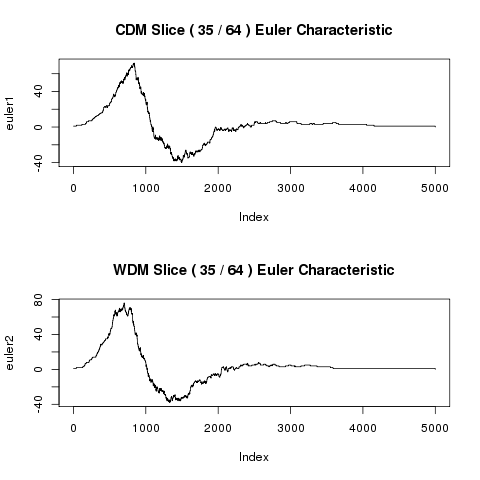 CDM Slice ( 35 / 64 ) Euler Characteristic
euler1
40
0
-40
0 1000 2000 3000 4000 5000
Index
WDM Slice ( 35 / 64 ) Euler Characteristic
euler2
80
40
0
-40
0 1000 2000 3000 4000 5000
Index